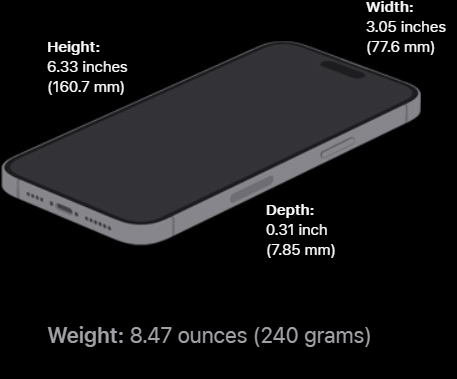 Width:
3.05 inches
(77.6 mm)
Height:
6.33 inches
(160.7 mm)
Depth:
0.31 inch
(7.85 mm)
Weight: 8.47 ounces (240 grams)